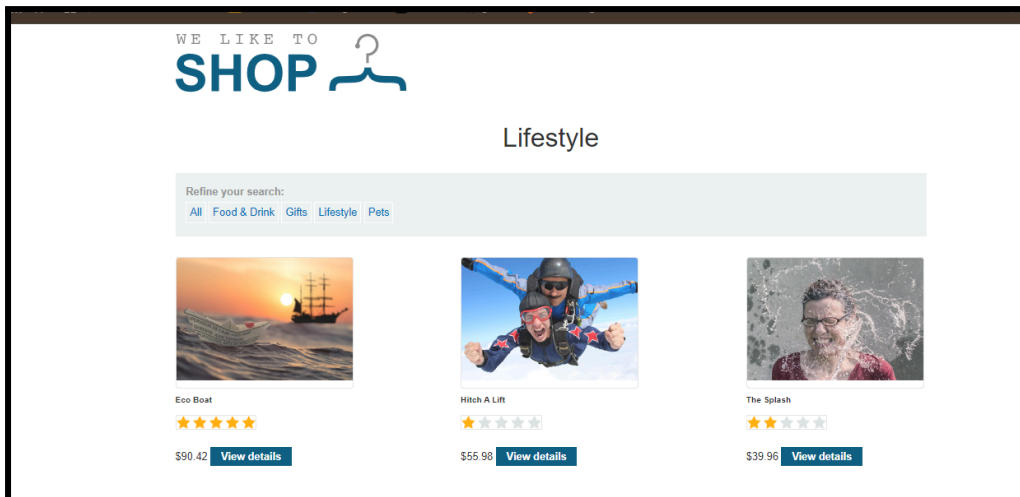 WE LIKE TO
SHOP
Lifestyle
Refine your search:
All Food & Drink Gifts Lifestyle Pets
Eco Boat
Hitch A Lift
The Splash
$90.42 View details
$55.98 View details
$39.96 View details